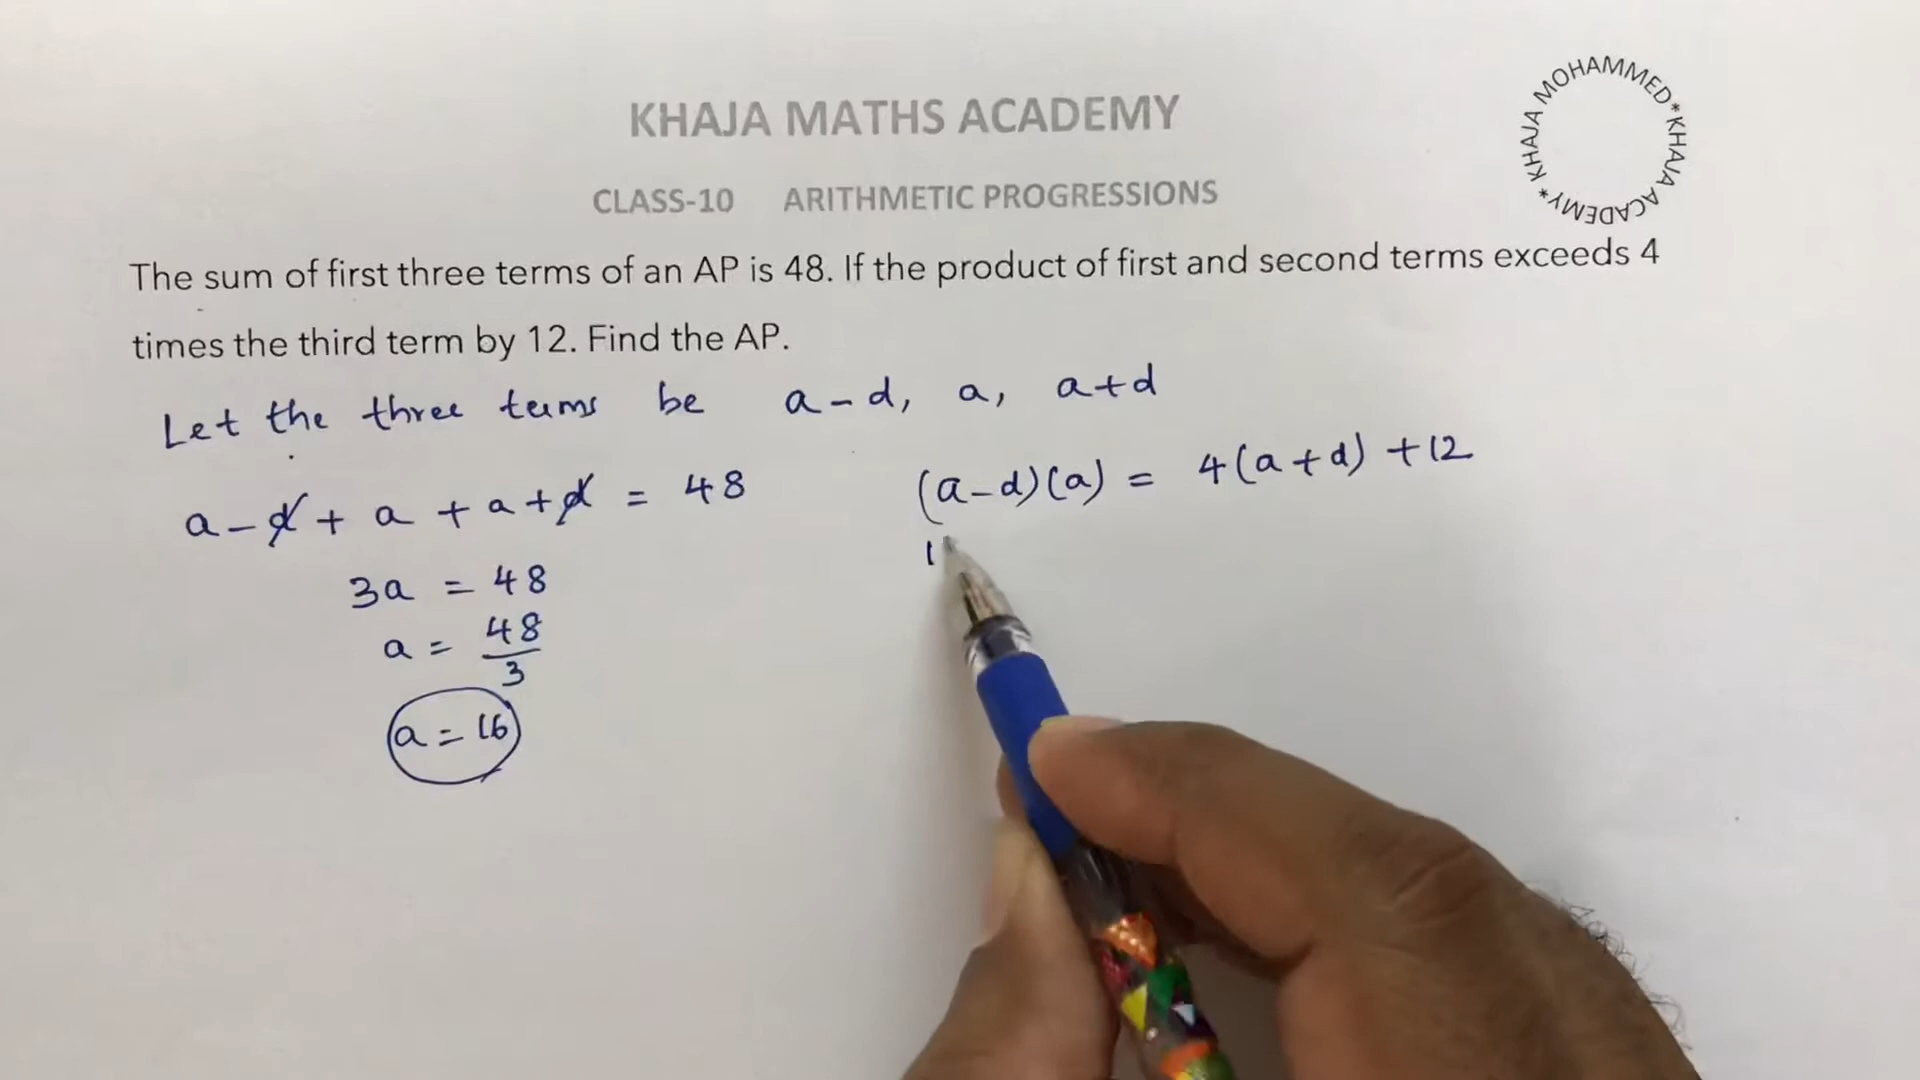 KHAJA MATHS ACADEMY
* KHAJA MOHAMMED * KHAJA ACADEMY
CLASS-10 ARITHMETIC PROGRESSIONS
The sum of first three terms of an AP is 48. If the product of first and second terms exceeds 4
times the third term by 12. Find the AP.
Let the three terms be a-d, a, a+d
a-d + a + a+d = 48
3a = 48
a = 48/3
a = 16
(a-d)(a) = 4(a+d) +12
1